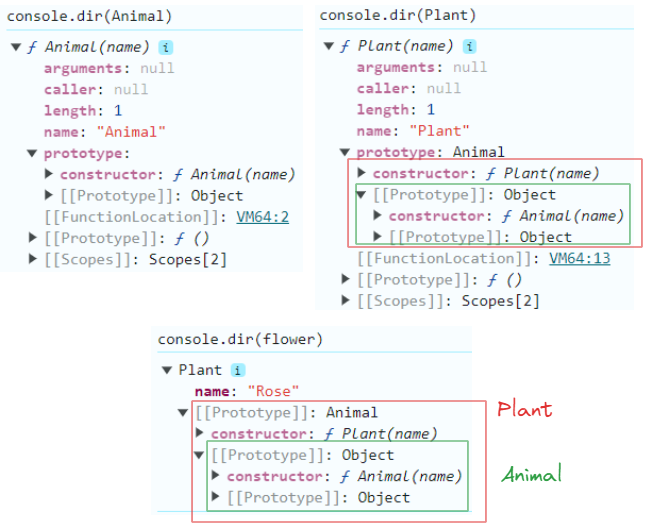 console.dir(Animal)
▼ ƒ Animal(name) i
arguments: null
caller: null
length: 1
name: "Animal"
▼ prototype:
▶ constructor: ƒ Animal(name)
▶ [[Prototype]]: Object
[[FunctionLocation]]: VM64:2
▶ [[Prototype]]: ƒ ()
▶ [[Scopes]]: Scopes[2]
console.dir(Plant)
▼ ƒ Plant(name) i
arguments: null
caller: null
length: 1
name: "Plant"
▼ prototype: Animal
▶ constructor: ƒ Plant(name)
▼ [[Prototype]]: Object
▶ constructor: ƒ Animal(name)
▶ [[Prototype]]: Object
[[FunctionLocation]]: VM64:13
▶ [[Prototype]]: ƒ ()
▶ [[Scopes]]: Scopes[2]
console.dir(flower)
▼ Plant i
name: "Rose"
▼ [[Prototype]]: Animal
▶ constructor: ƒ Plant(name)
▼ [[Prototype]]: Object
▶ constructor: ƒ Animal(name)
▶ [[Prototype]]: Object
Plant
Animal